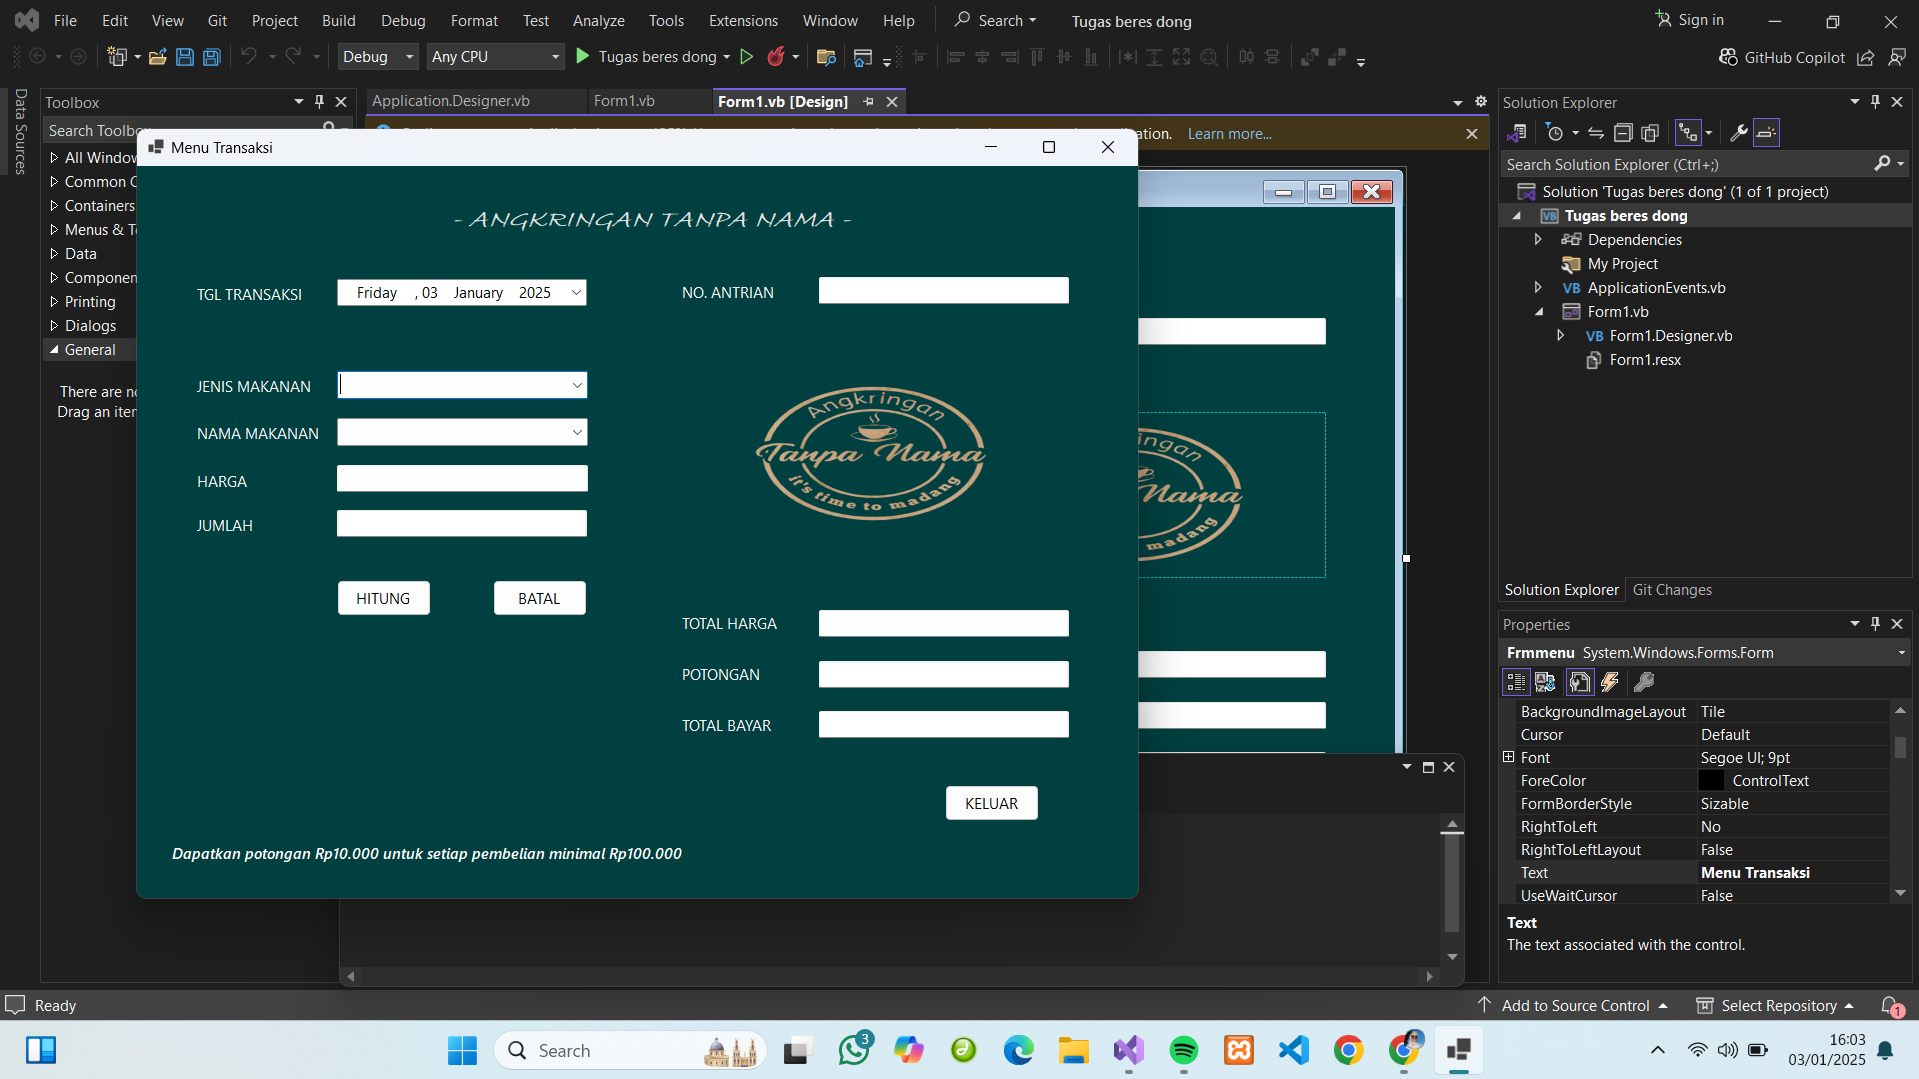 File Edit View Git Project Build Debug Format Test Analyze Tools Extensions Window Help Search Tugas beres dong Sign in
Debug Any CPU Tugas beres dong GitHub Copilot
Data Sources
Toolbox
Search Toolbo
All Window
Common C
Containers
Menus & T
Data
Componen
Printing
Dialogs
General
There are n
Drag an iter
Application.Designer.vb Form1.vb Form1.vb [Design]
ation. Learn more...
Menu Transaksi
- ANGKRINGAN TANPA NAMA -
TGL TRANSAKSI Friday , 03 January 2025
NO. ANTRIAN
JENIS MAKANAN
NAMA MAKANAN
HARGA
JUMLAH
HITUNG BATAL
Angkringan
Tanpa Nama
it's time to madang
TOTAL HARGA
POTONGAN
TOTAL BAYAR
KELUAR
Dapatkan potongan Rp10.000 untuk setiap pembelian minimal Rp100.000
ingan
Nama
madang
Solution Explorer
Search Solution Explorer (Ctrl+;)
Solution 'Tugas beres dong' (1 of 1 project)
VB Tugas beres dong
Dependencies
My Project
VB ApplicationEvents.vb
Form1.vb
VB Form1.Designer.vb
Form1.resx
Solution Explorer Git Changes
Properties
Frmmenu System.Windows.Forms.Form
BackgroundImageLayout Tile
Cursor Default
Font Segoe UI; 9pt
ForeColor ControlText
FormBorderStyle Sizable
RightToLeft No
RightToLeftLayout False
Text Menu Transaksi
UseWaitCursor False
Text
The text associated with the control.
Ready Add to Source Control Select Repository 1
Search 3 16:03
03/01/2025